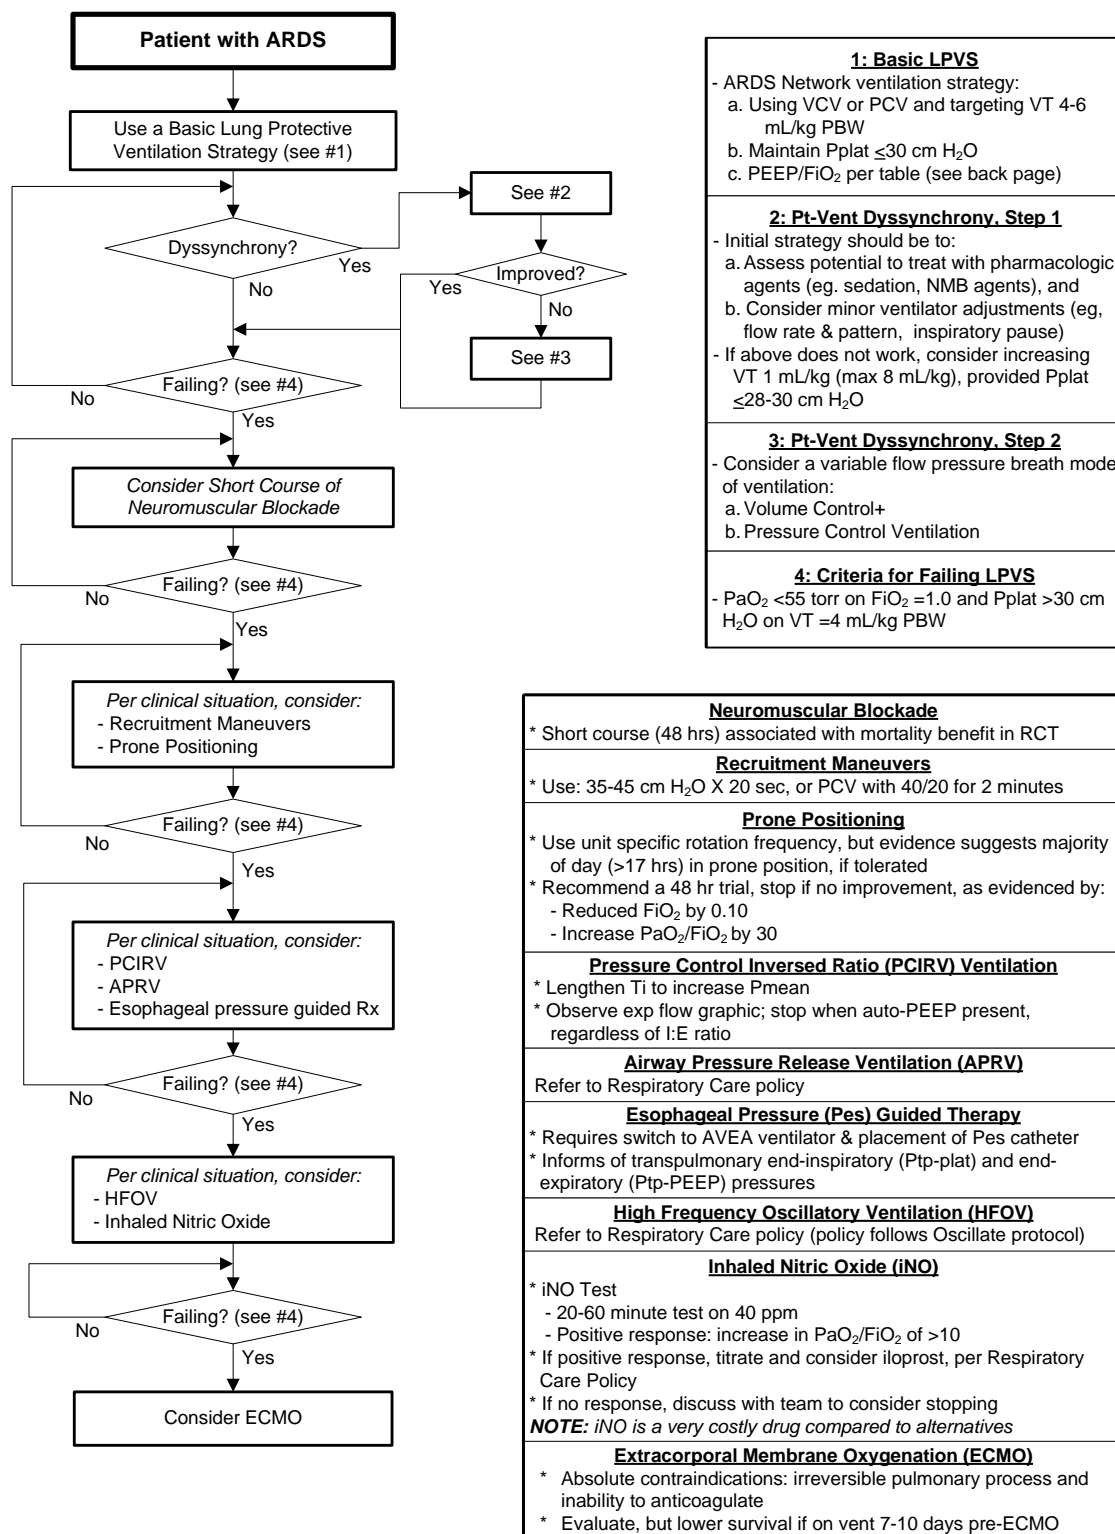 Patient with ARDS
Use a Basic Lung Protective
Ventilation Strategy (see #1)
Dyssynchrony?
Yes
No
See #2
Improved?
Yes
No
See #3
Failing? (see #4)
No
Yes
Consider Short Course of
Neuromuscular Blockade
Failing? (see #4)
No
Yes
Per clinical situation, consider:
- Recruitment Maneuvers
- Prone Positioning
Failing? (see #4)
No
Yes
Per clinical situation, consider:
- PCIRV
- APRV
- Esophageal pressure guided Rx
Failing? (see #4)
No
Yes
Per clinical situation, consider:
- HFOV
- Inhaled Nitric Oxide
Failing? (see #4)
No
Yes
Consider ECMO
1: Basic LPVS
- ARDS Network ventilation strategy:
a. Using VCV or PCV and targeting VT 4-6
mL/kg PBW
b. Maintain Pplat ≤30 cm H₂O
c. PEEP/FiO₂ per table (see back page)
2: Pt-Vent Dyssynchrony, Step 1
- Initial strategy should be to:
a. Assess potential to treat with pharmacologic
agents (eg. sedation, NMB agents), and
b. Consider minor ventilator adjustments (eg,
flow rate & pattern, inspiratory pause)
- If above does not work, consider increasing
VT 1 mL/kg (max 8 mL/kg), provided Pplat
≤28-30 cm H₂O
3: Pt-Vent Dyssynchrony, Step 2
- Consider a variable flow pressure breath mode
of ventilation:
a. Volume Control+
b. Pressure Control Ventilation
4: Criteria for Failing LPVS
- PaO₂ <55 torr on FiO₂ =1.0 and Pplat >30 cm
H₂O on VT =4 mL/kg PBW
Neuromuscular Blockade
* Short course (48 hrs) associated with mortality benefit in RCT
Recruitment Maneuvers
* Use: 35-45 cm H₂O X 20 sec, or PCV with 40/20 for 2 minutes
Prone Positioning
* Use unit specific rotation frequency, but evidence suggests majority
of day (>17 hrs) in prone position, if tolerated
* Recommend a 48 hr trial, stop if no improvement, as evidenced by:
- Reduced FiO₂ by 0.10
- Increase PaO₂/FiO₂ by 30
Pressure Control Inversed Ratio (PCIRV) Ventilation
* Lengthen Ti to increase Pmean
* Observe exp flow graphic; stop when auto-PEEP present,
regardless of I:E ratio
Airway Pressure Release Ventilation (APRV)
Refer to Respiratory Care policy
Esophageal Pressure (Pes) Guided Therapy
* Requires switch to AVEA ventilator & placement of Pes catheter
* Informs of transpulmonary end-inspiratory (Ptp-plat) and end-
expiratory (Ptp-PEEP) pressures
High Frequency Oscillatory Ventilation (HFOV)
Refer to Respiratory Care policy (policy follows Oscillate protocol)
Inhaled Nitric Oxide (iNO)
* iNO Test
- 20-60 minute test on 40 ppm
- Positive response: increase in PaO₂/FiO₂ of >10
* If positive response, titrate and consider iloprost, per Respiratory
Care Policy
* If no response, discuss with team to consider stopping
NOTE: iNO is a very costly drug compared to alternatives
Extracorporal Membrane Oxygenation (ECMO)
* Absolute contraindications: irreversible pulmonary process and
inability to anticoagulate
* Evaluate, but lower survival if on vent 7-10 days pre-ECMO